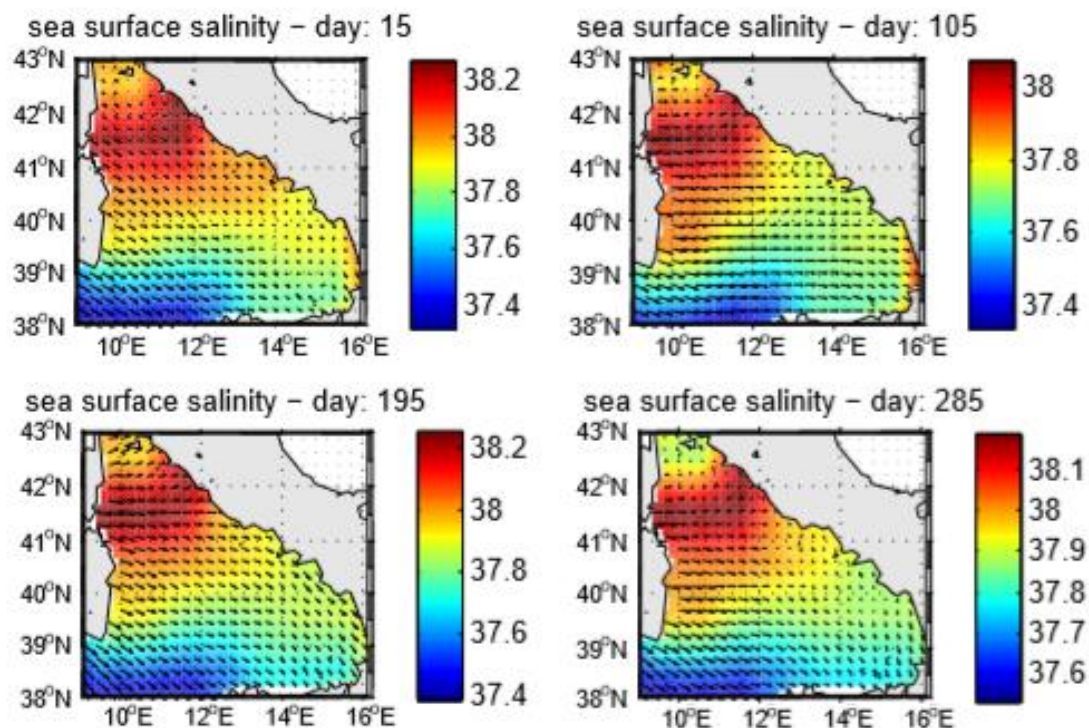 sea surface salinity – day: 15
43°N
42°N
41°N
40°N
39°N
38°N
10°E 12°E 14°E 16°E
38.2
38
37.8
37.6
37.4
sea surface salinity – day: 105
43°N
42°N
41°N
40°N
39°N
38°N
10°E 12°E 14°E 16°E
38
37.8
37.6
37.4
sea surface salinity – day: 195
43°N
42°N
41°N
40°N
39°N
38°N
10°E 12°E 14°E 16°E
38.2
38
37.8
37.6
37.4
sea surface salinity – day: 285
43°N
42°N
41°N
40°N
39°N
38°N
10°E 12°E 14°E 16°E
38.1
38
37.9
37.8
37.7
37.6